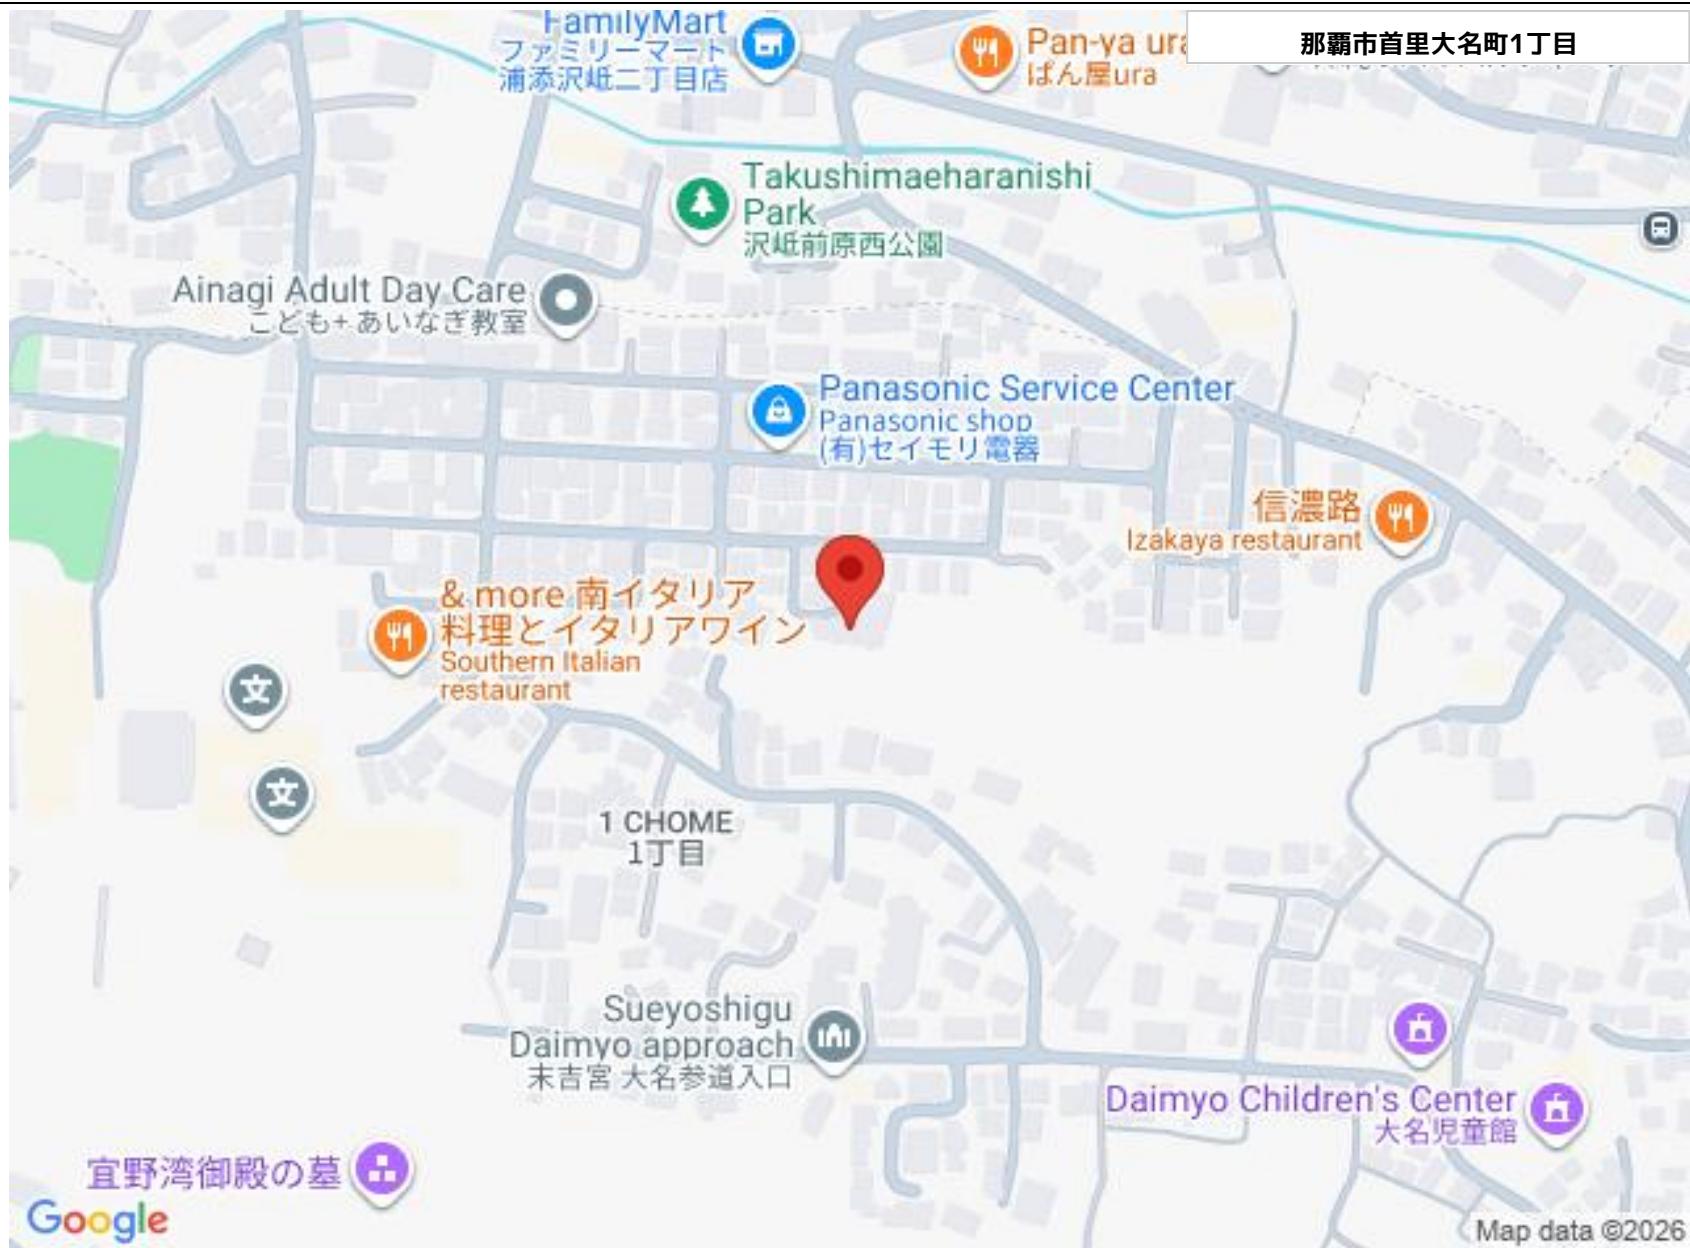 FamilyMart
ファミリーマート
浦添沢岻二丁目店
Pan-ya ura
ぱん屋ura
那覇市首里大名町1丁目
Takushimaeharanishi
Park
沢岻前原西公園
Ainagi Adult Day Care
こども+ あいなぎ教室
Panasonic Service Center
Panasonic shop
(有)セイモリ電器
信濃路
Izakaya restaurant
& more 南イタリア
料理とイタリアワイン
Southern Italian
restaurant
文
文
1 CHOME
1丁目
Sueyoshigu
Daimyo approach
末吉宮 大名参道入口
Daimyo Children's Center
大名児童館
宜野湾御殿の墓
Google
Map data ©2026